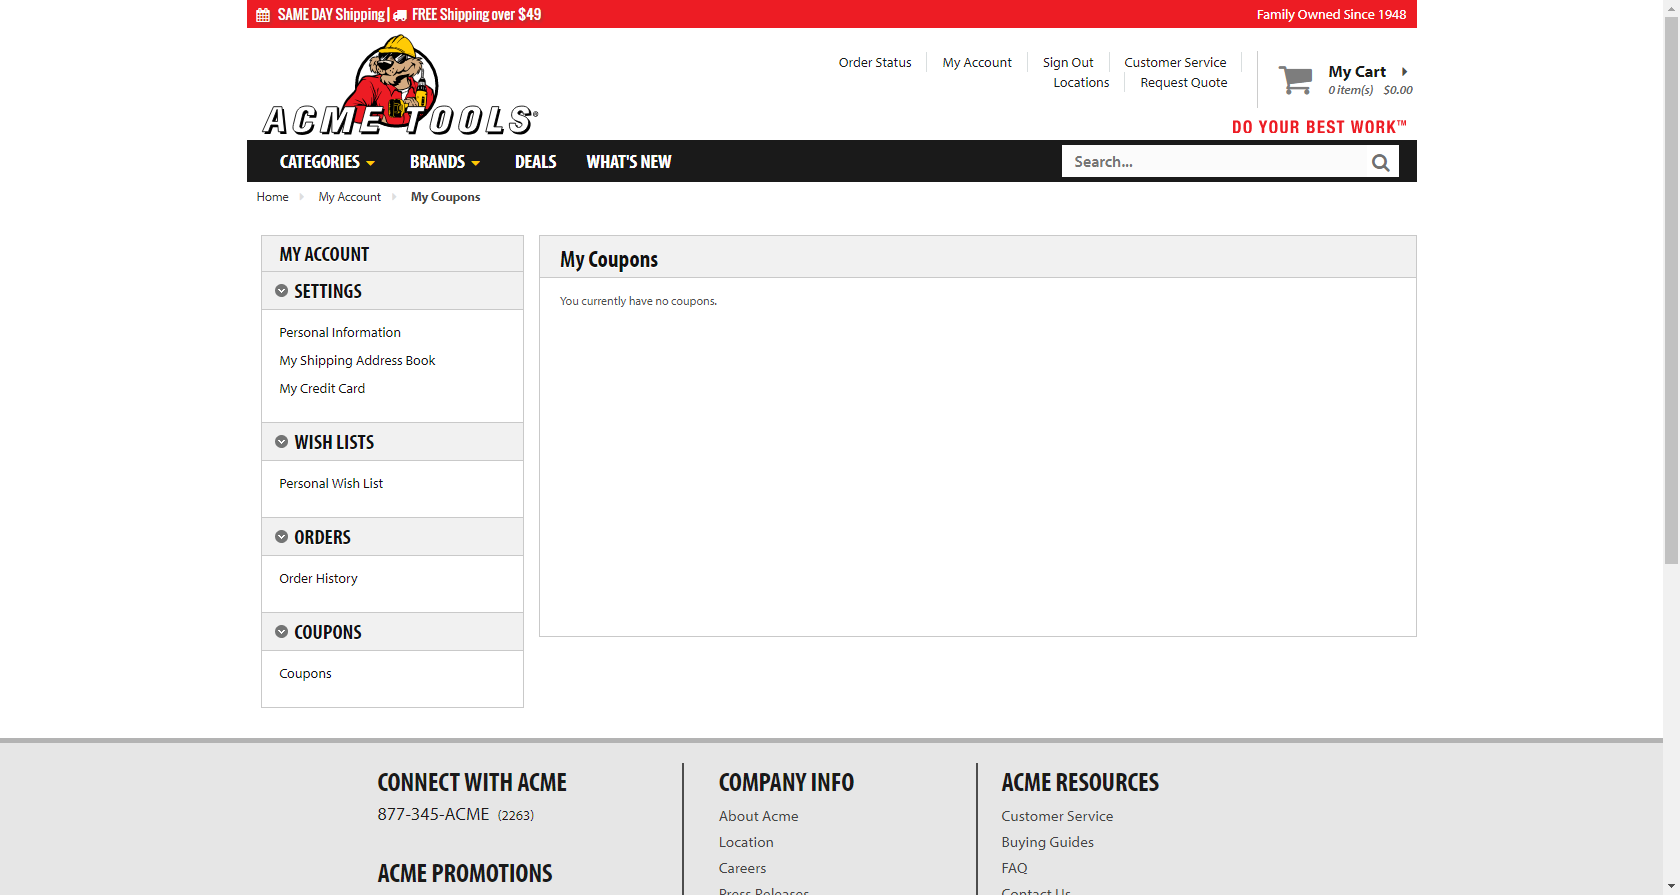 SAME DAY Shipping | FREE Shipping over $49
Family Owned Since 1948
ACME TOOLS®
Order Status
My Account
Sign Out
Customer Service
Locations
Request Quote
My Cart
0 item(s) $0.00
DO YOUR BEST WORK™
CATEGORIES
BRANDS
DEALS
WHAT'S NEW
Search...
Home
My Account
My Coupons
MY ACCOUNT
SETTINGS
Personal Information
My Shipping Address Book
My Credit Card
WISH LISTS
Personal Wish List
ORDERS
Order History
COUPONS
Coupons
My Coupons
You currently have no coupons.
CONNECT WITH ACME
877-345-ACME (2263)
ACME PROMOTIONS
COMPANY INFO
About Acme
Location
Careers
Press Releases
ACME RESOURCES
Customer Service
Buying Guides
FAQ
Contact Us